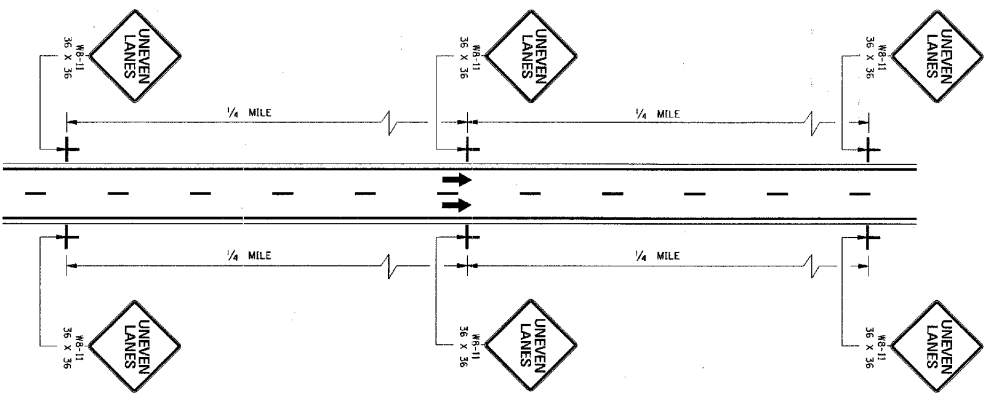 UNEVEN
LANES
W8-11
36 X 36
UNEVEN
LANES
W8-11
36 X 36
UNEVEN
LANES
W8-11
36 X 36
1/4 MILE
1/4 MILE
1/4 MILE
1/4 MILE
UNEVEN
LANES
W8-11
36 X 36
UNEVEN
LANES
W8-11
36 X 36
UNEVEN
LANES
W8-11
36 X 36